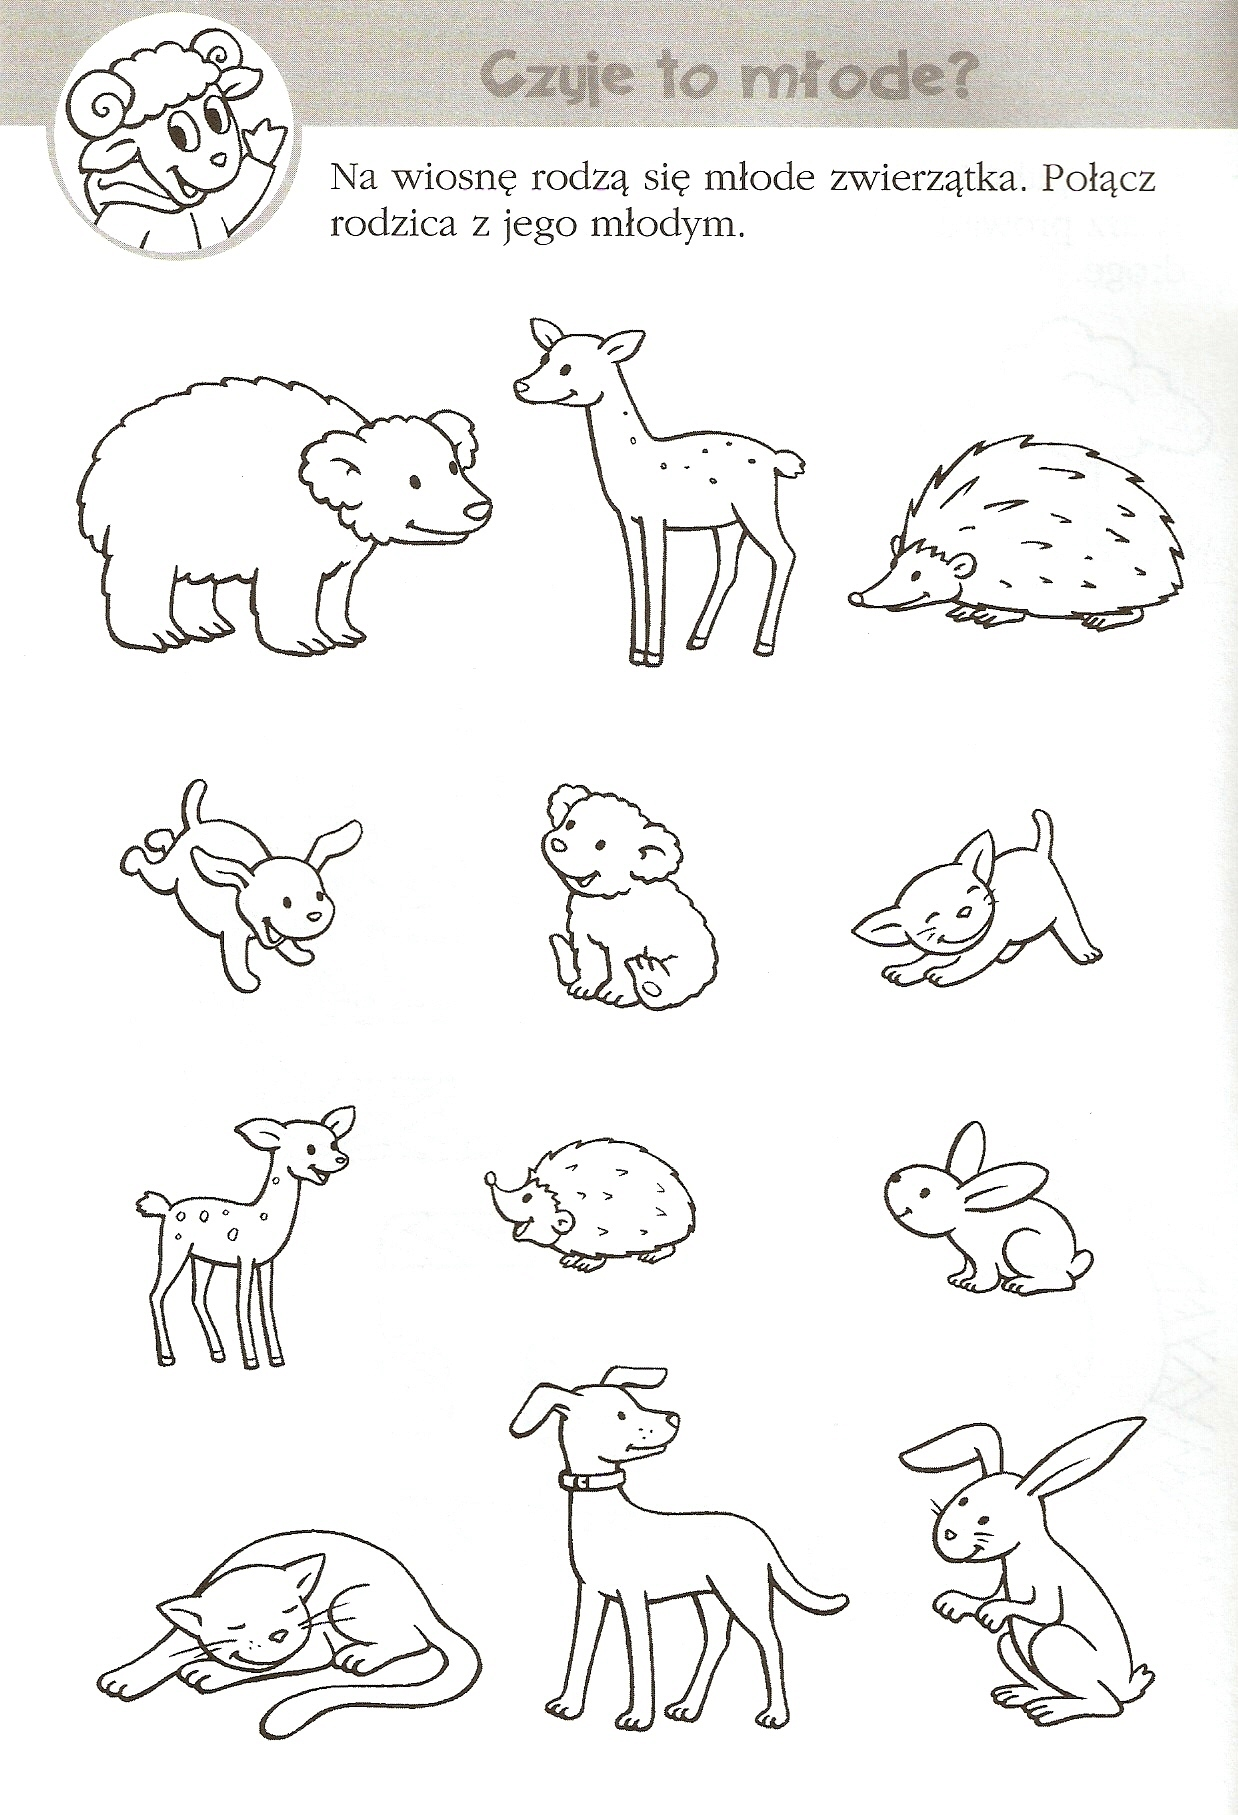 Czyje to młode?
Na wiosnę rodzą się młode zwierzątka. Połącz
rodzica z jego młodym.